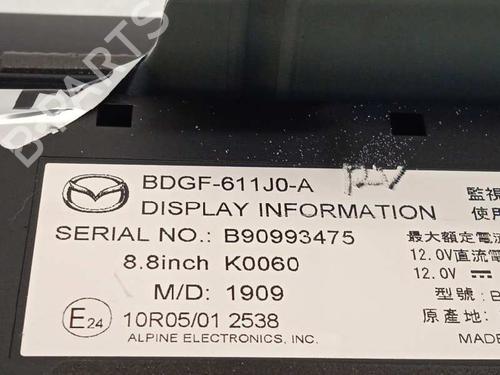 B-PARTS
BDGF-611J0-A
DISPLAY INFORMATION
SERIAL NO.: B90993475
8.8inch K0060
M/D: 1909
E24 10R05/01 2538
ALPINE ELECTRONICS, INC.
監視
使用
最大額定電流
12.0V直流電
12.0V
型號: B
原產地:
MADE